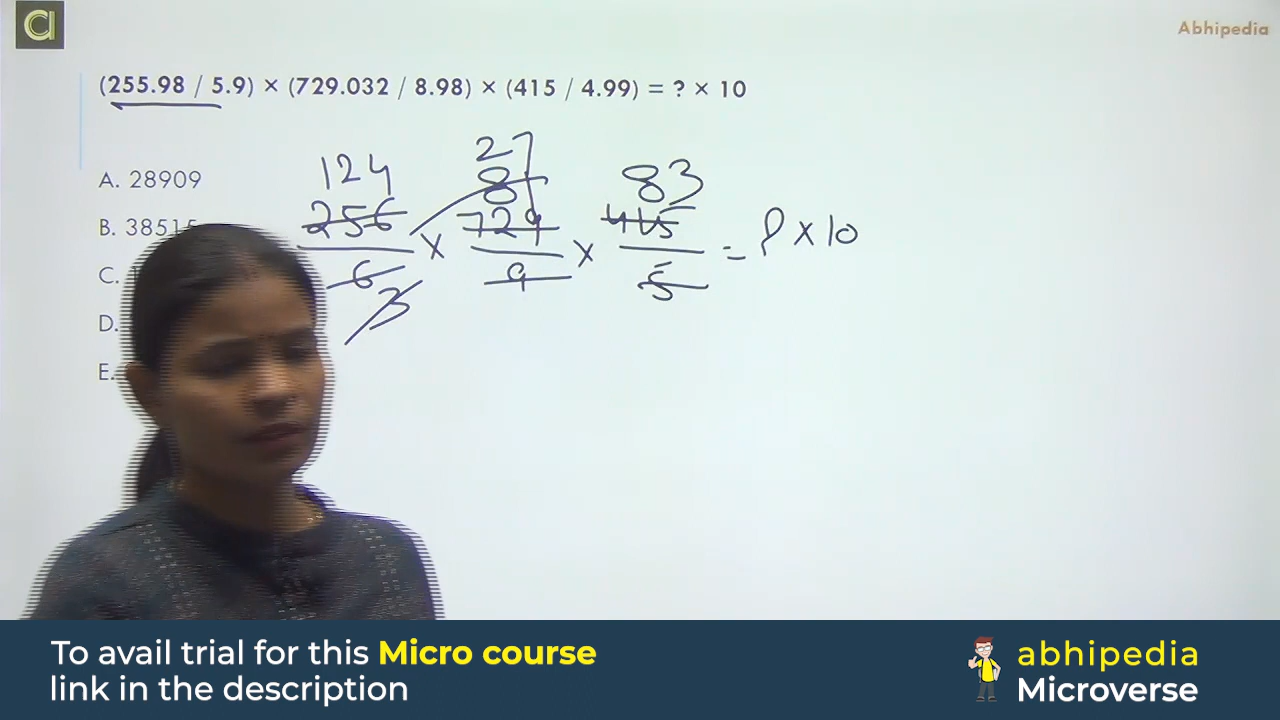 Abhipedia
(255.98 / 5.9) × (729.032 / 8.98) × (415 / 4.99) = ? × 10
A. 28909
B. 38515
C.
D.
E.
124 27
81 83
256 × 729 × 415 = ? × 10
6 9 5
3
To avail trial for this Micro course
link in the description
abhipedia
Microverse